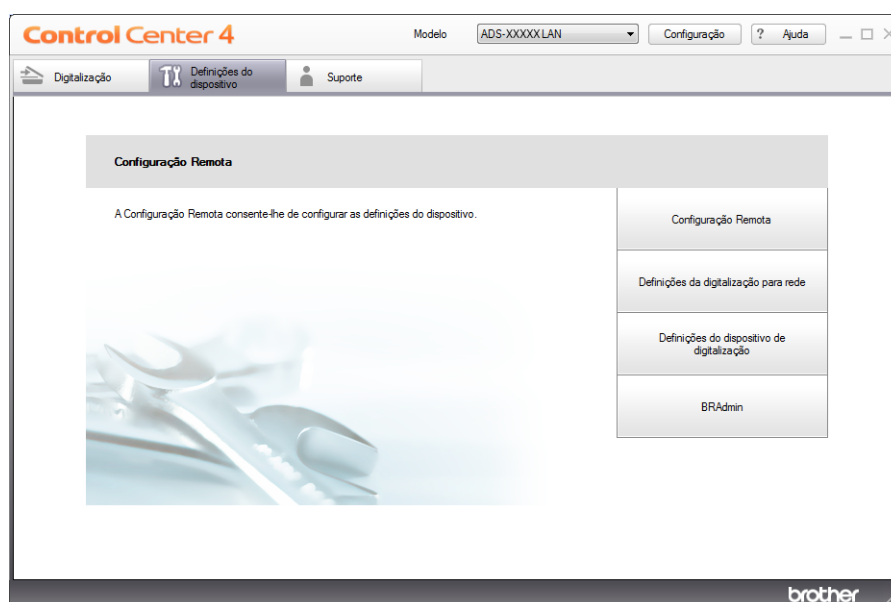 Control Center 4
Modelo
ADS-XXXXX LAN
Configuração
? Ajuda
Digitalização
Definições do
dispositivo
Suporte
Configuração Remota
A Configuração Remota consente-lhe de configurar as definições do dispositivo.
Configuração Remota
Definições da digitalização para rede
Definições do dispositivo de
digitalização
BRAdmin
brother